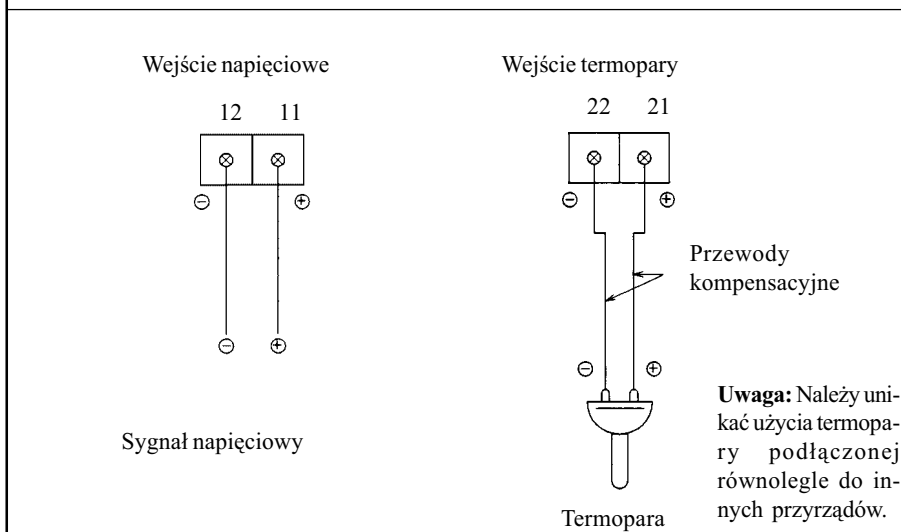 Wejście napięciowe
12 11
⊖ ⊕
⊖ ⊕
Sygnał napięciowy
Wejście termopary
22 21
⊖ ⊕
Przewody
kompensacyjne
⊖ ⊕
Termopara
Uwaga: Należy uni-
kać użycia termopa-
ry podłączonej
równolegle do in-
nych przyrządów.